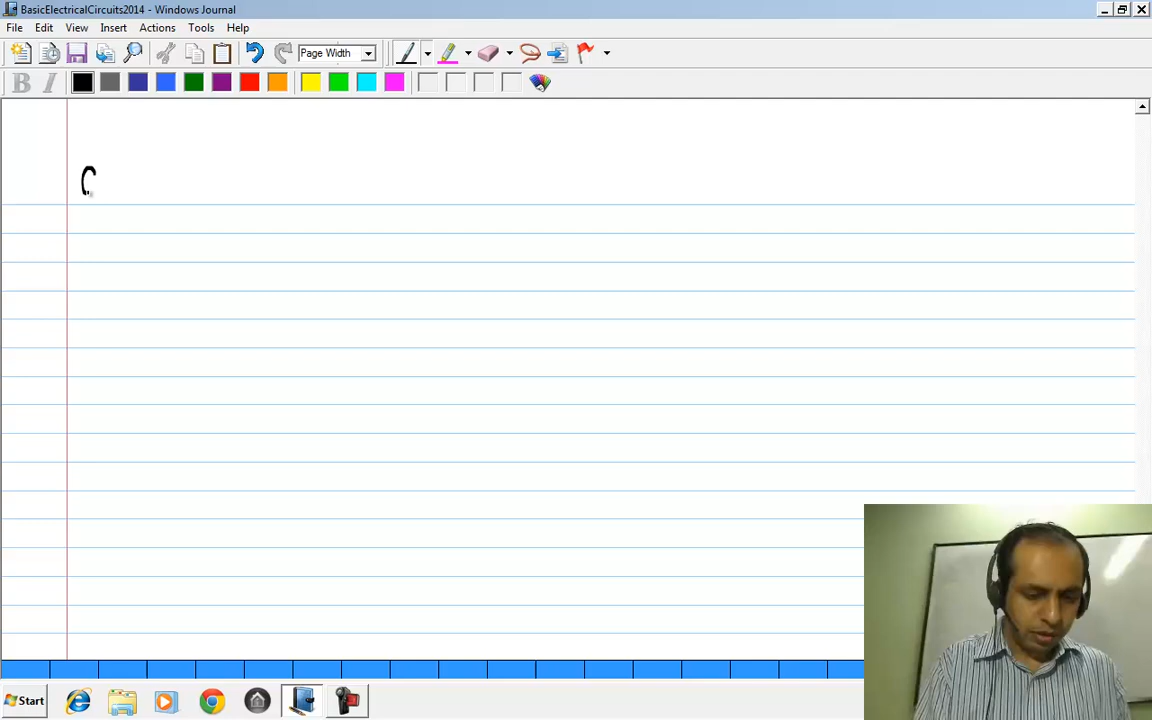 BasicElectricalCircuits2014 - Windows Journal
File Edit View Insert Actions Tools Help
Page Width
B I
C
Start